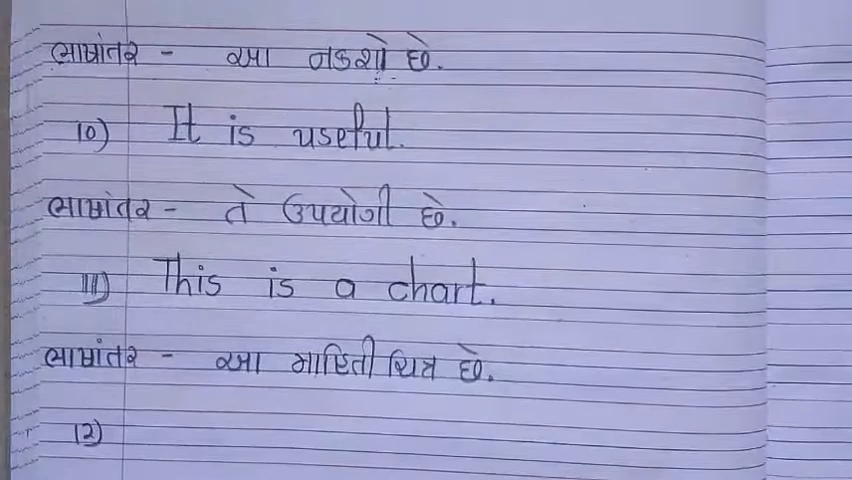 ભાષાંતર - આ નકશો છે.
10) It is useful.
ભાષાંતર - તે ઉપયોગી છે.
11) This is a chart.
ભાષાંતર - આ માહિતી ચિત્ર છે.
12)